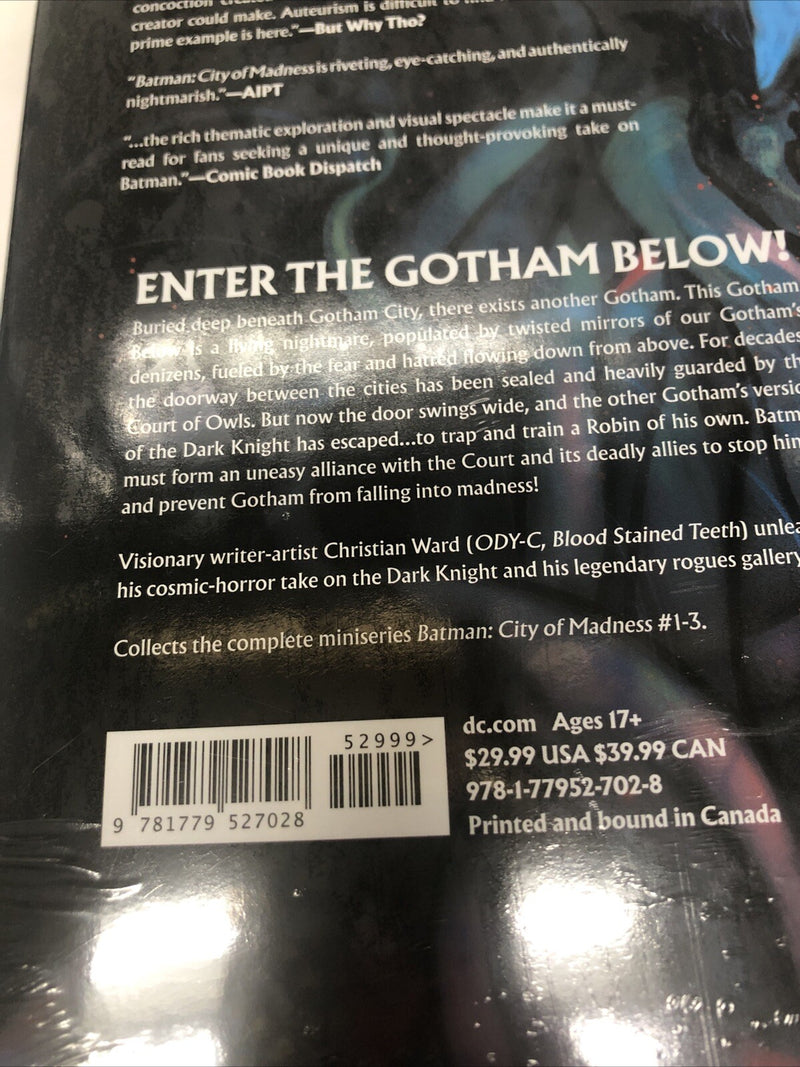 concoction created
creator could make. Auteurism is difficult to
prime example is here."—But Why Tho?
"Batman: City of Madness is riveting, eye-catching, and authentically
nightmarish."—AIPT
"...the rich thematic exploration and visual spectacle make it a must-
read for fans seeking a unique and thought-provoking take on
Batman."—Comic Book Dispatch
ENTER THE GOTHAM BELOW!
Buried deep beneath Gotham City, there exists another Gotham. This Gotham
Below is a living nightmare, populated by twisted mirrors of our Gotham's
denizens, fueled by the fear and hatred flowing down from above. For decades
the doorway between the cities has been sealed and heavily guarded by th
Court of Owls. But now the door swings wide, and the other Gotham's versio
of the Dark Knight has escaped...to trap and train a Robin of his own. Batm
must form an uneasy alliance with the Court and its deadly allies to stop him
and prevent Gotham from falling into madness!
Visionary writer-artist Christian Ward (ODY-C, Blood Stained Teeth) unlea
his cosmic-horror take on the Dark Knight and his legendary rogues gallery
Collects the complete miniseries Batman: City of Madness #1-3.
52999>
9 781779 527028
dc.com Ages 17+
$29.99 USA $39.99 CAN
978-1-77952-702-8
Printed and bound in Canada